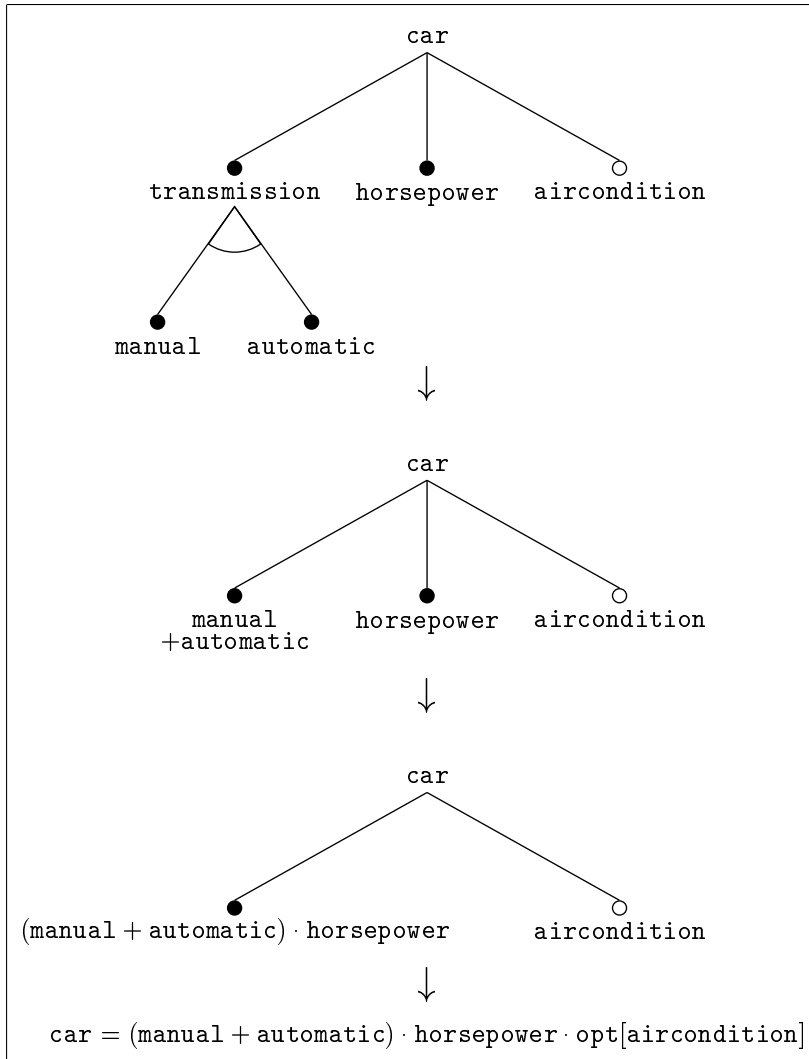 car
transmission horsepower aircondition
manual automatic
car
manual horsepower aircondition
+automatic
car
(manual + automatic) · horsepower aircondition
car = (manual + automatic) · horsepower · opt[aircondition]